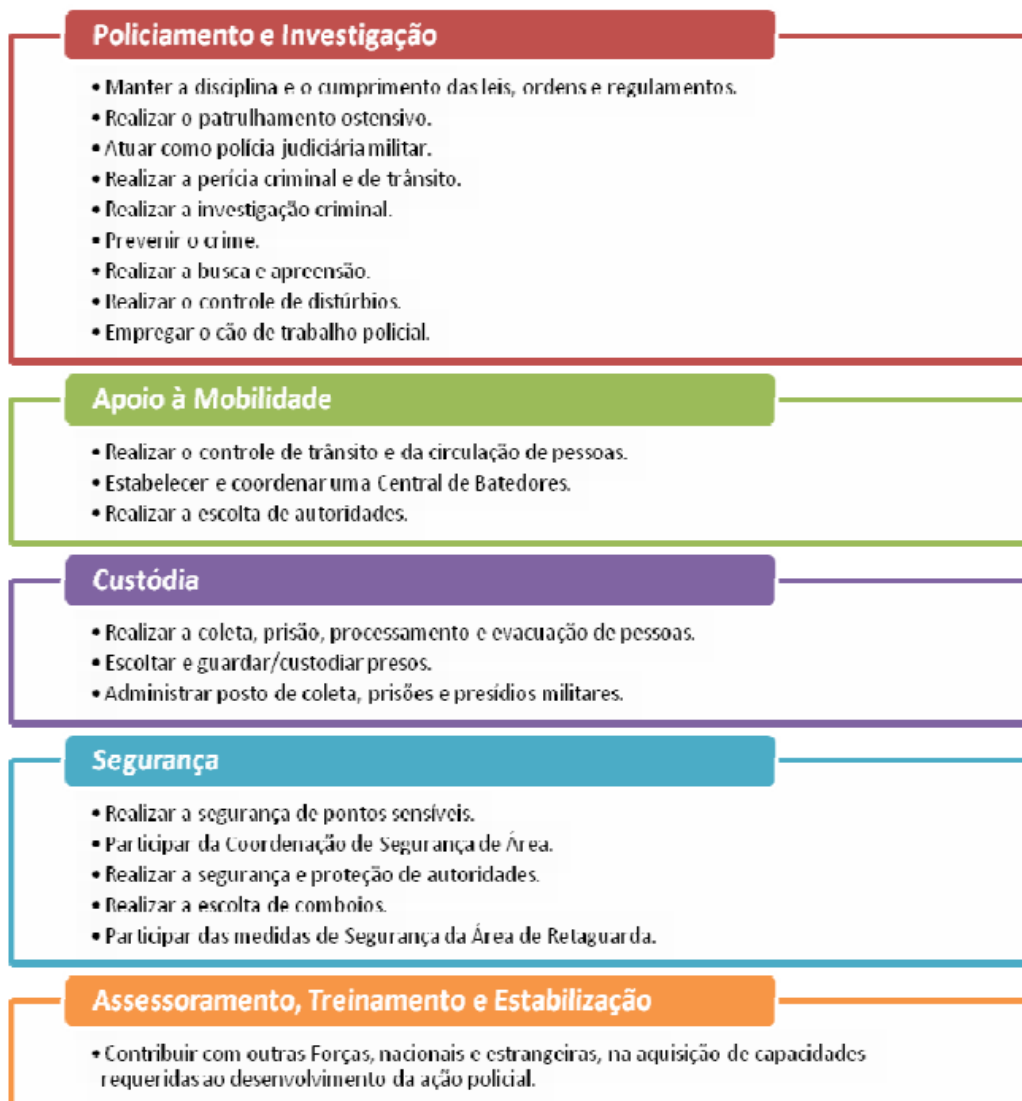 Policiamento e Investigação
• Manter a disciplina e o cumprimento das leis, ordens e regulamentos.
• Realizar o patrulhamento ostensivo.
• Atuar como polícia judiciária militar.
• Realizar a perícia criminal e de trânsito.
• Realizar a investigação criminal.
• Prevenir o crime.
• Realizar a busca e apreensão.
• Realizar o controle de distúrbios.
• Empregar o cão de trabalho policial.
Apoio à Mobilidade
• Realizar o controle de trânsito e da circulação de pessoas.
• Estabelecer e coordenar uma Central de Batedores.
• Realizar a escolta de autoridades.
Custódia
• Realizar a coleta, prisão, processamento e evacuação de pessoas.
• Escoltar e guardar/custodiar presos.
• Administrar posto de coleta, prisões e presídios militares.
Segurança
• Realizar a segurança de pontos sensíveis.
• Participar da Coordenação de Segurança de Área.
• Realizar a segurança e proteção de autoridades.
• Realizar a escolta de comboios.
• Participar das medidas de Segurança da Área de Retaguarda.
Assessoramento, Treinamento e Estabilização
• Contribuir com outras Forças, nacionais e estrangeiras, na aquisição de capacidades
requeridas ao desenvolvimento da ação policial.